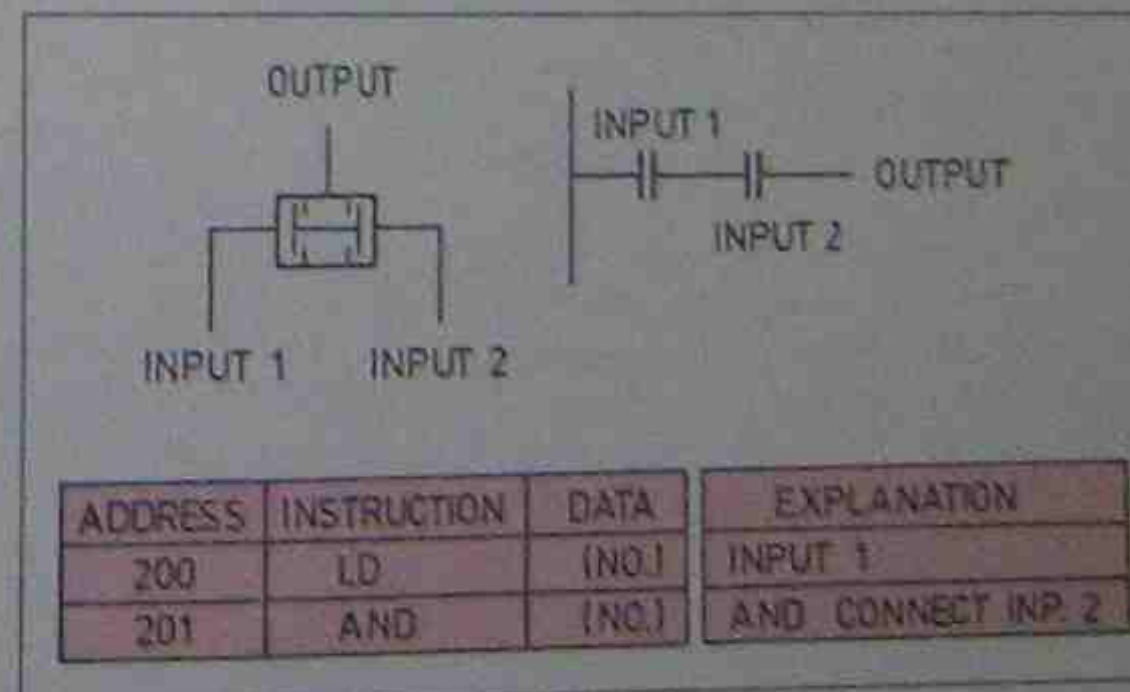 OUTPUT
INPUT 1
OUTPUT
INPUT 2
INPUT 1 INPUT 2
ADDRESS INSTRUCTION DATA EXPLANATION
200 LD (NO.) INPUT 1
201 AND (NO.) AND CONNECT INP. 2